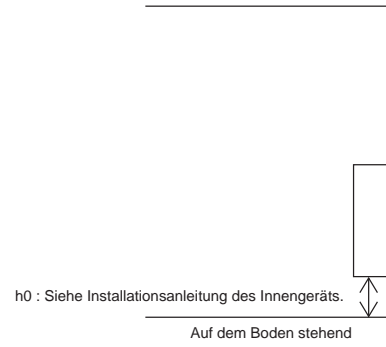 h0 : Siehe Installationsanleitung des Innengeräts.
Auf dem Boden stehend